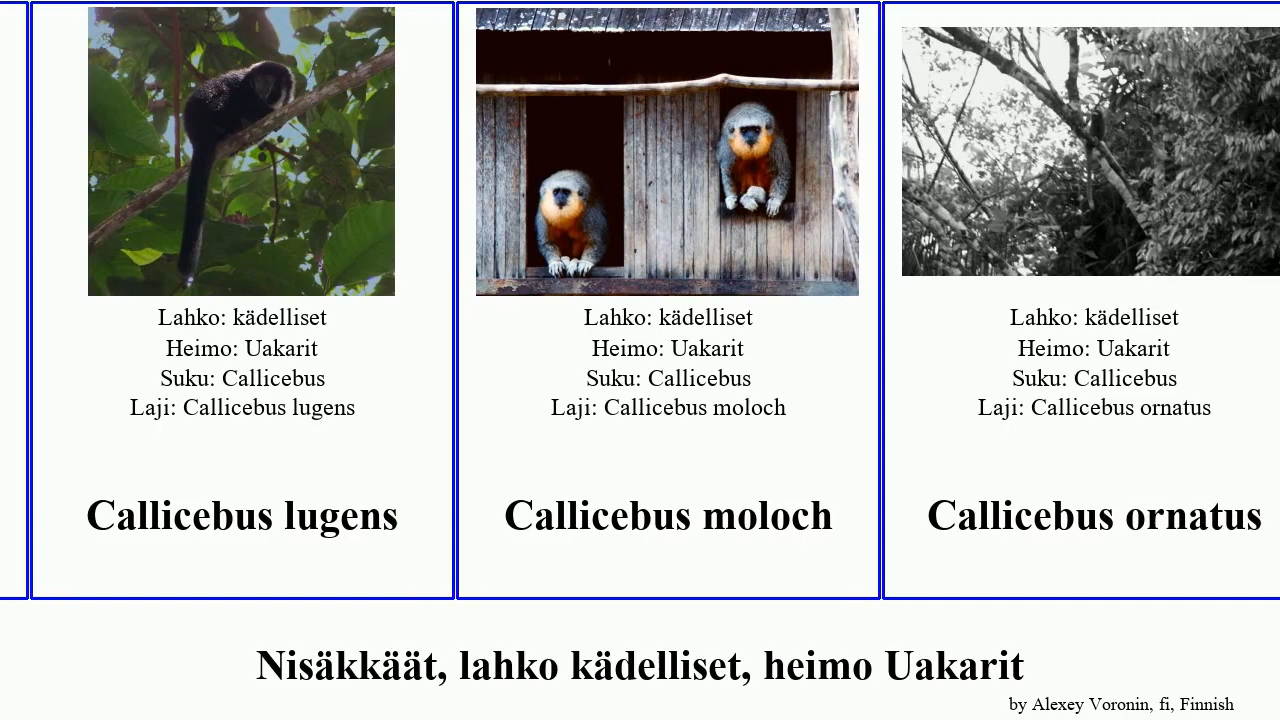 Lahko: kädelliset
Heimo: Uakarit
Suku: Callicebus
Laji: Callicebus lugens
Callicebus lugens
Lahko: kädelliset
Heimo: Uakarit
Suku: Callicebus
Laji: Callicebus moloch
Callicebus moloch
Lahko: kädelliset
Heimo: Uakarit
Suku: Callicebus
Laji: Callicebus ornatus
Callicebus ornatus
Nisäkkäät, lahko kädelliset, heimo Uakarit
by Alexey Voronin, fi, Finnish